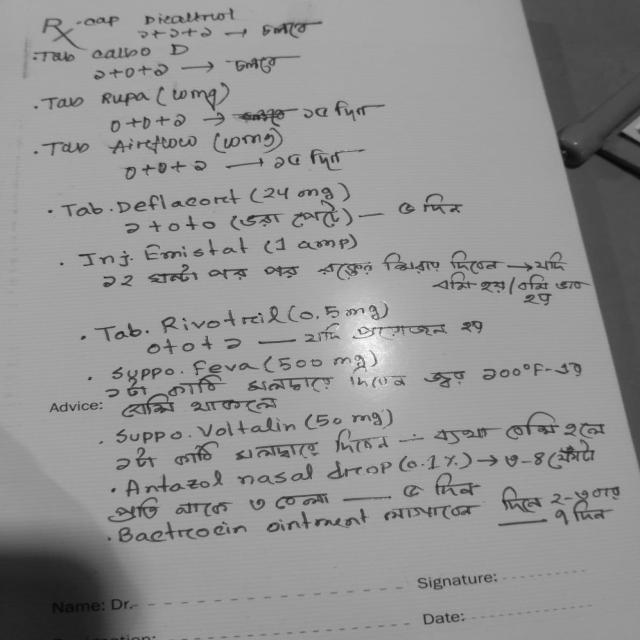 Rx. cap Dicaltrol
১+১+১ → চলবে
. Tab calbo D
১+০+১ → চলবে
. Tab Rupa (10mg)
০+০+১ → ১৫ দিন
. Tab Airflow (10mg)
০+০+১ → ১৫ দিন
. Tab. Deflacort (24 mg)
১+০+০ (ভরা পেটে) — ৫ দিন
. Inj. Emistat (1 amp)
১২ ঘন্টা পর পর দিবেন → যদি
বমি হয়/বমি ভাব
হয়
. Tab. Rivotril (0.5 mg)
০+০+১ — যদি প্রয়োজন হয়
. Suppo. Feva (500 mg)
১টা কাঠি মলদ্বারে দিবেন জ্বর ১০০°F-এর
Advice: বেশি থাকলে
. Suppo. Voltalin (50 mg)
১টা কাঠি মলদ্বারে দিবেন — ব্যথা বেশি হলে
. Antazol nasal drop (0.1%) → ৩-৪ ফোঁটা
প্রতি নাকে ৩ বেলা — ৫ দিন
. Bactrocin ointment লাগাবেন দিনে ২-৩ বার
— ৭ দিন
Signature:
Name: Dr.
Date: